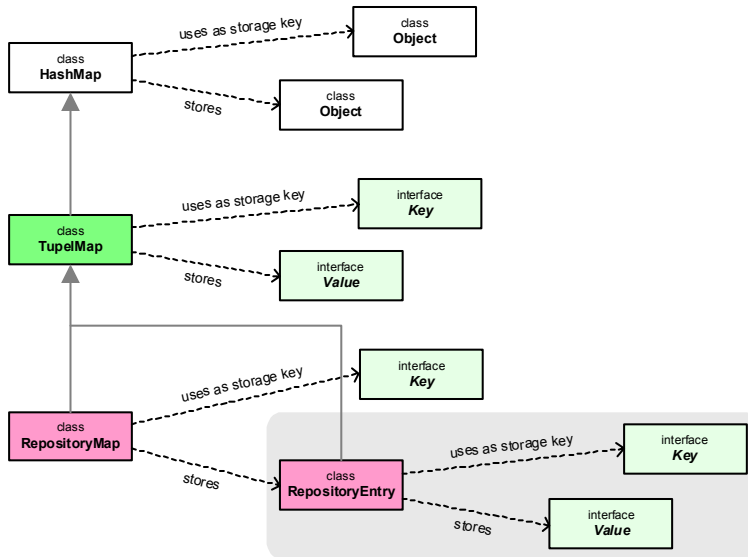 class
Object
uses as storage key
class
HashMap
stores
class
Object
interface
Key
uses as storage key
class
TupelMap
stores
interface
Value
interface
Key
uses as storage key
class
RepositoryMap
stores
class
RepositoryEntry
uses as storage key
interface
Key
stores
interface
Value